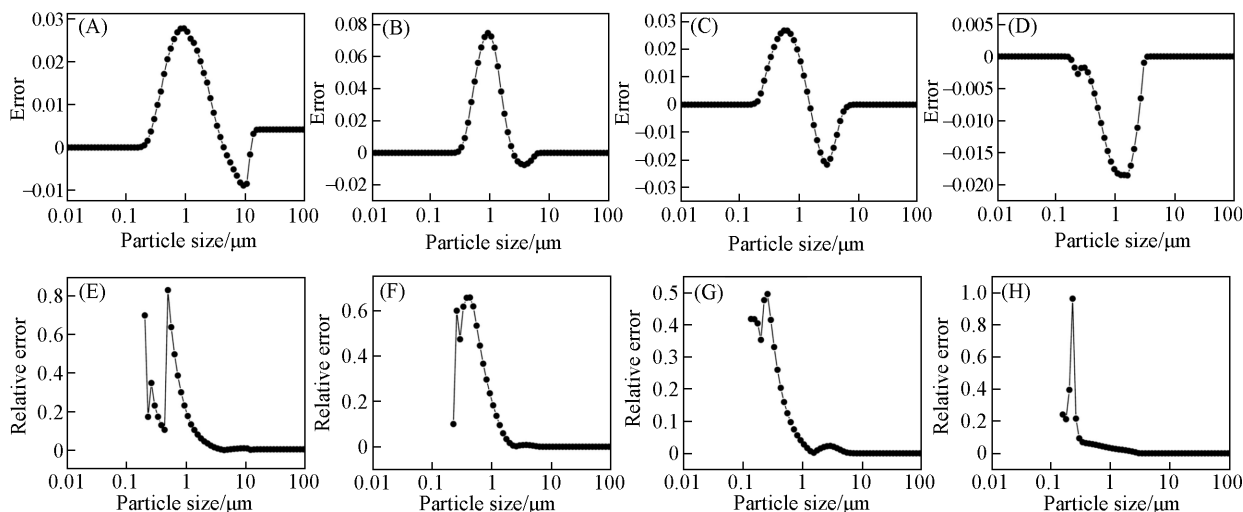 (A)
0.03
0.02
0.01
0
–0.01
Error
0.01 0.1 1 10 100
Particle size/μm
(B)
0.08
0.06
0.04
0.02
0
–0.02
Error
0.01 0.1 1 10 100
Particle size/μm
(C)
0.03
0.02
0.01
0
–0.01
–0.02
–0.03
Error
0.01 0.1 1 10 100
Particle size/μm
(D)
–0.005
0
–0.005
–0.010
–0.015
–0.020
Error
0.01 0.1 1 10 100
Particle size/μm
(E)
0.8
0.6
0.4
0.2
0
Relative error
0.01 0.1 1 10 100
Particle size/μm
(F)
0.6
0.4
0.2
0
Relative error
0.01 0.1 1 10 100
Particle size/μm
(G)
0.5
0.4
0.3
0.2
0.1
0
Relative error
0.01 0.1 1 10 100
Particle size/μm
(H)
1.0
0.8
0.6
0.4
0.2
0
Relative error
0.01 0.1 1 10 100
Particle size/μm